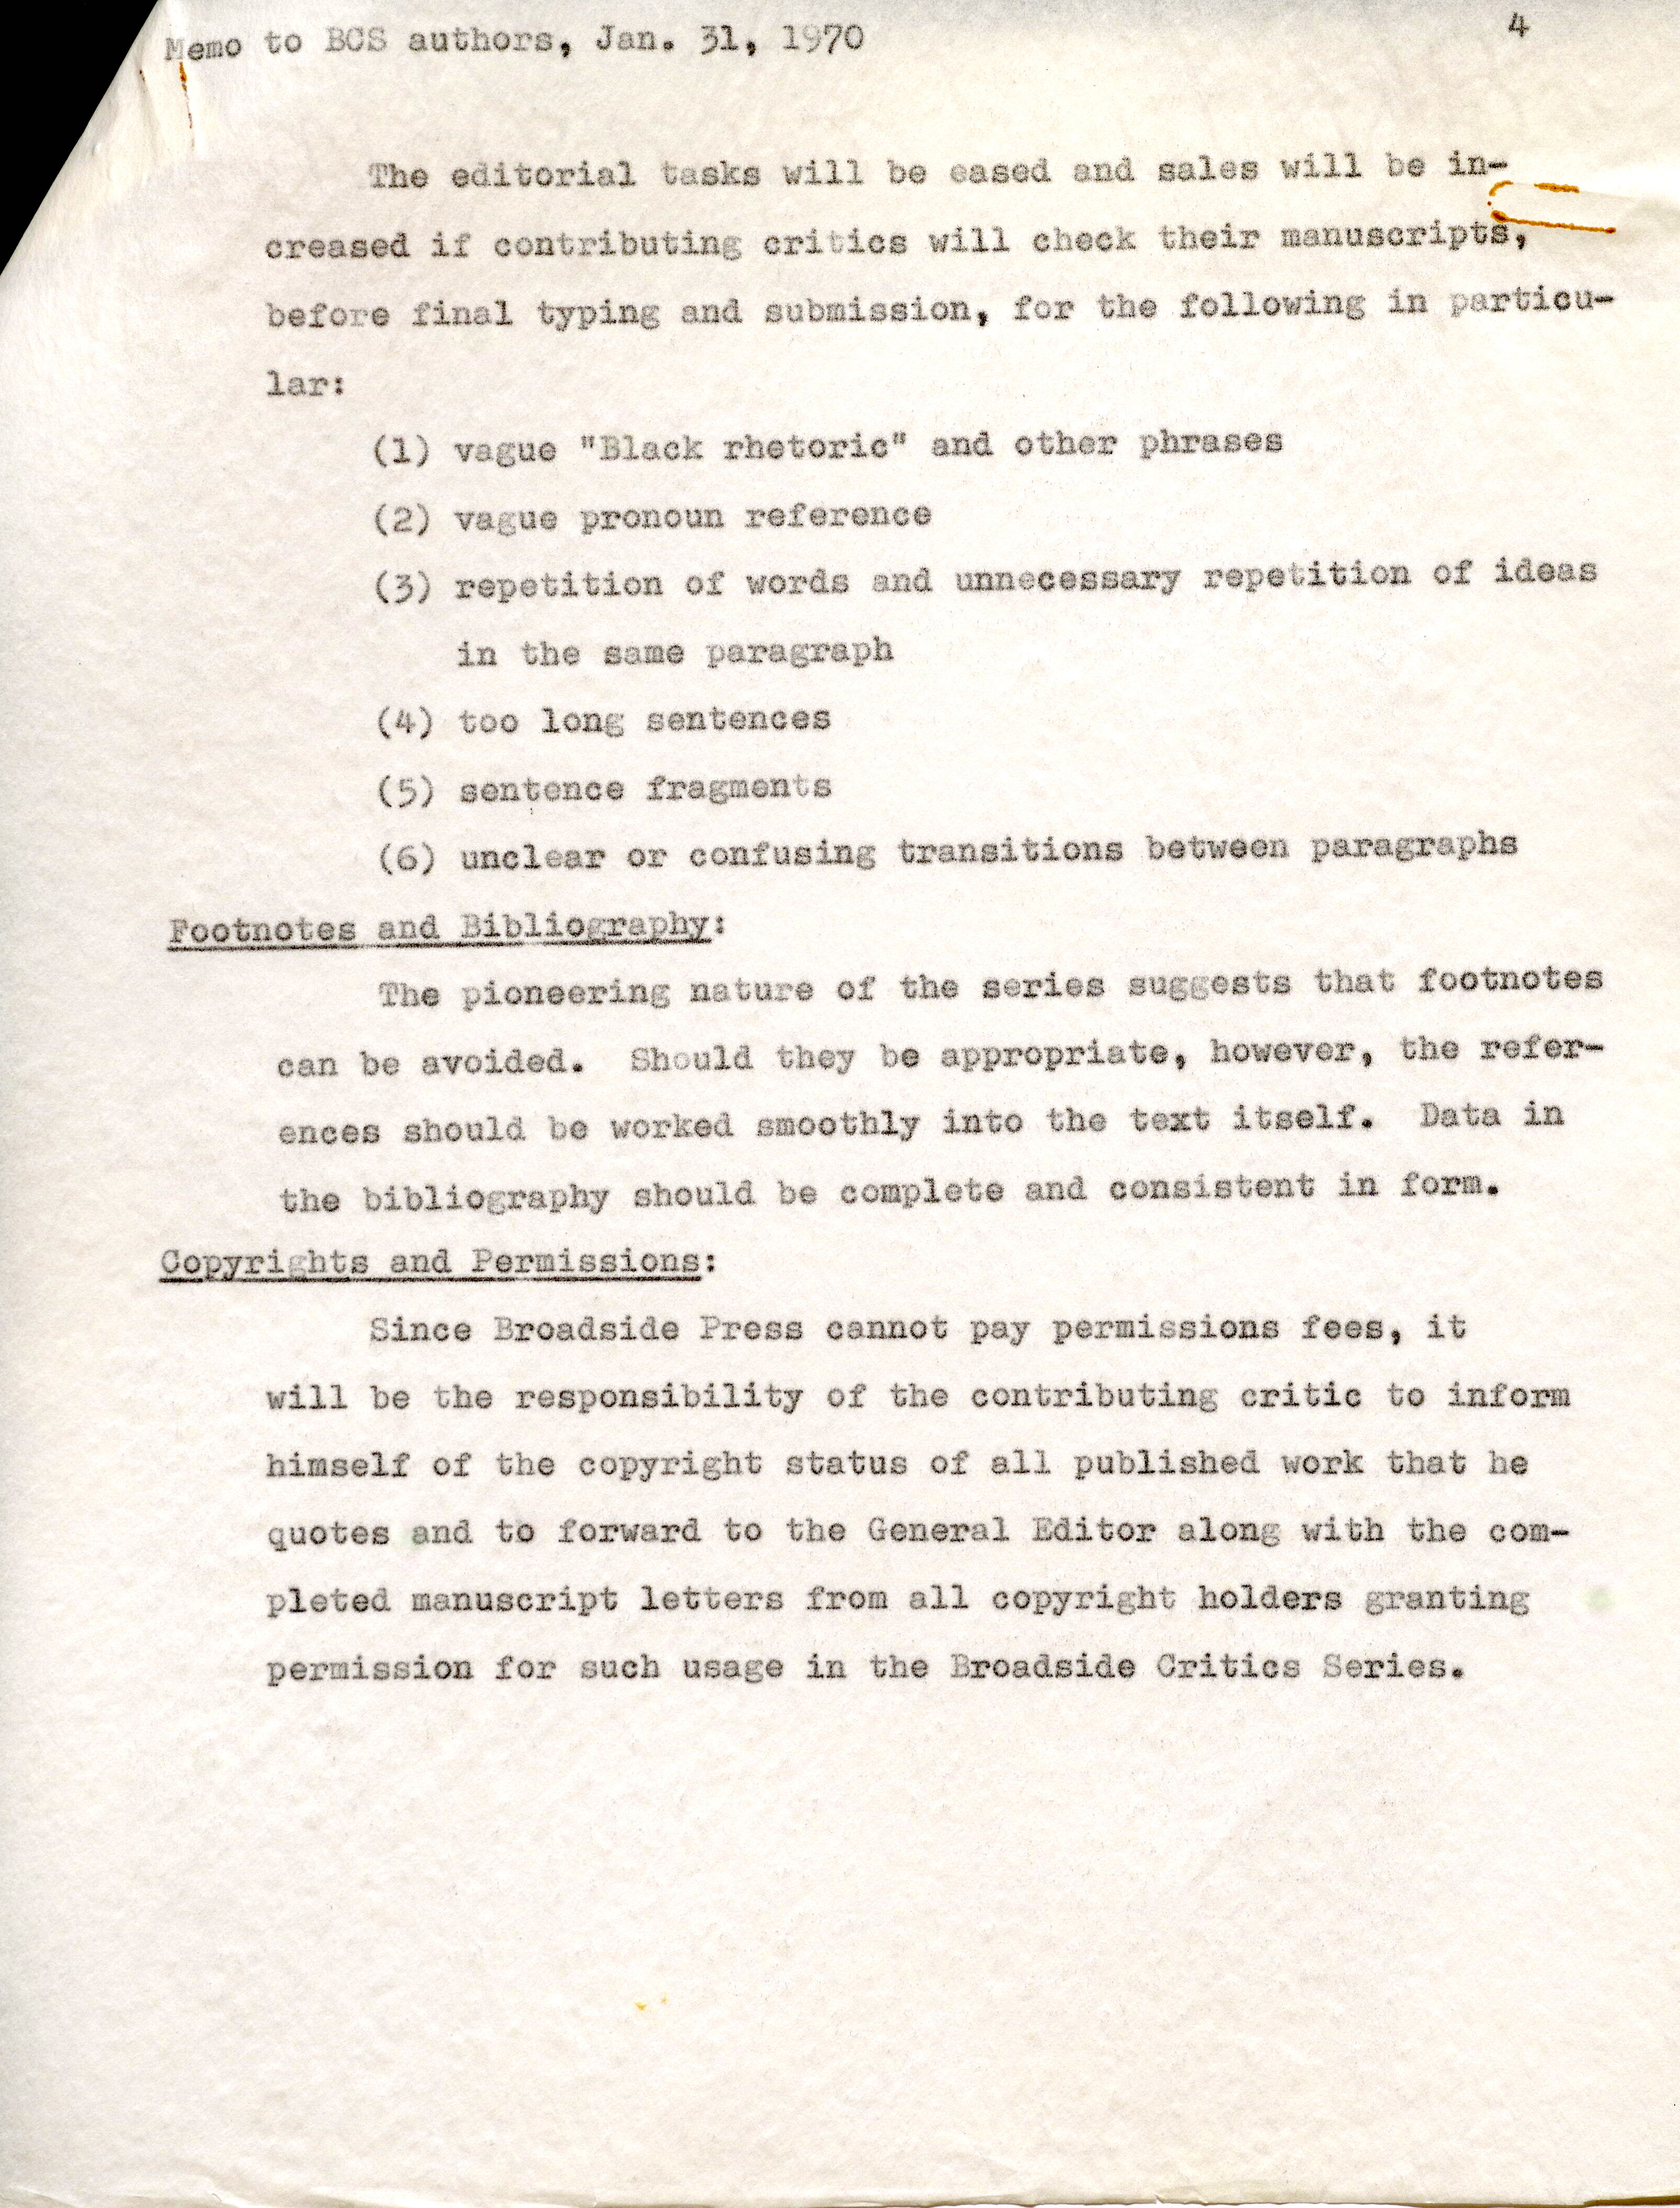 Memo to BCS authors, Jan. 31, 1970 4
The editorial tasks will be eased and sales will be in-
creased if contributing critics will check their manuscripts,
before final typing and submission, for the following in particu-
lar:
(1) vague "Black rhetoric" and other phrases
(2) vague pronoun reference
(3) repetition of words and unnecessary repetition of ideas
in the same paragraph
(4) too long sentences
(5) sentence fragments
(6) unclear or confusing transitions between paragraphs
Footnotes and Bibliography:
The pioneering nature of the series suggests that footnotes
can be avoided. Should they be appropriate, however, the refer-
ences should be worked smoothly into the text itself. Data in
the bibliography should be complete and consistent in form.
Copyrights and Permissions:
Since Broadside Press cannot pay permissions fees, it
will be the responsibility of the contributing critic to inform
himself of the copyright status of all published work that he
quotes and to forward to the General Editor along with the com-
pleted manuscript letters from all copyright holders granting
permission for such usage in the Broadside Critics Series.